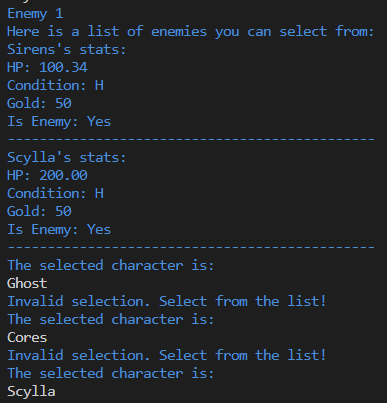 Enemy 1
Here is a list of enemies you can select from:
Sirens's stats:
HP: 100.34
Condition: H
Gold: 50
Is Enemy: Yes
----------------------------------------------
Scylla's stats:
HP: 200.00
Condition: H
Gold: 50
Is Enemy: Yes
----------------------------------------------
The selected character is:
Ghost
Invalid selection. Select from the list!
The selected character is:
Cores
Invalid selection. Select from the list!
The selected character is:
Scylla